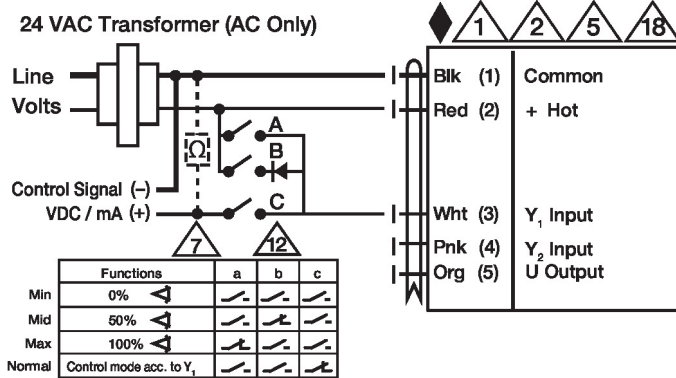 24 VAC Transformer (AC Only)
1 2 5 18
Line
Volts
Blk (1) Common
Red (2) + Hot
A
Ω
B
Control Signal (–)
VDC / mA (+)
C
Wht (3) Y1 Input
7 12
Pnk (4) Y2 Input
Org (5) U Output
Functions a b c
Min 0%
Mid 50%
Max 100%
Normal Control mode acc. to Y1